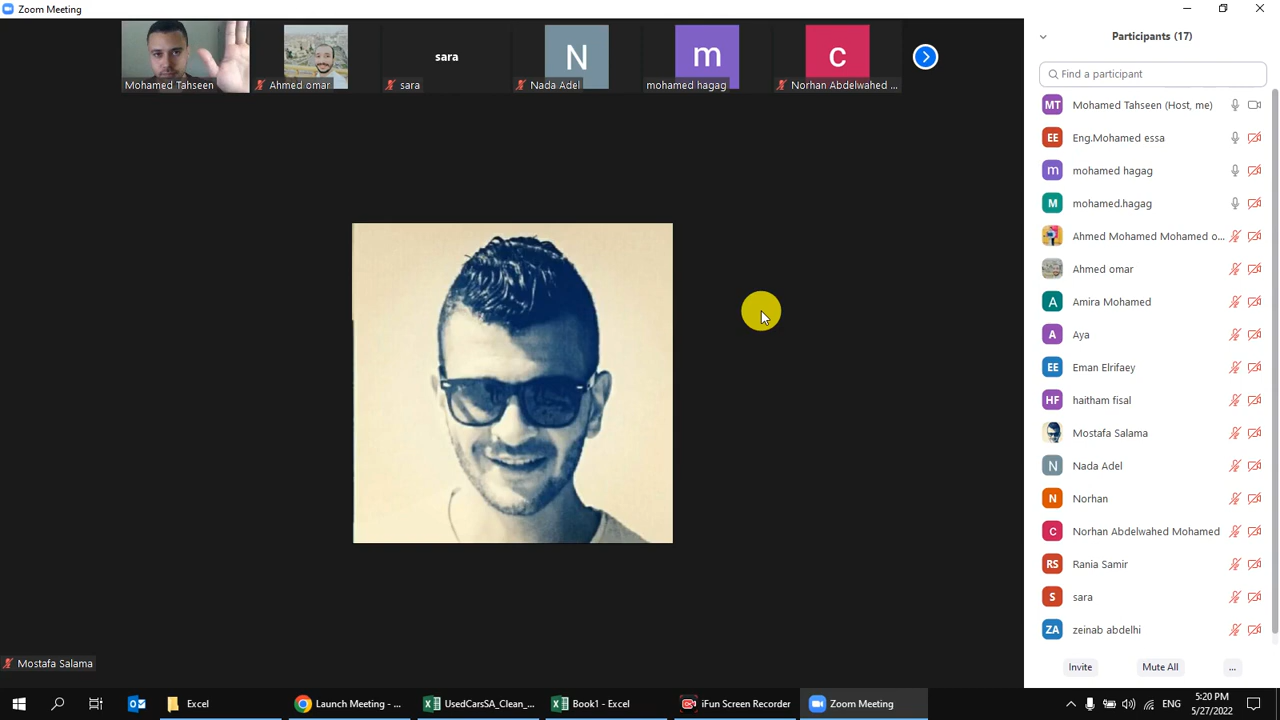 Zoom Meeting
sara
N
m
c
Mohamed Tahseen
Ahmed omar
sara
Nada Adel
mohamed hagag
Norhan Abdelwahed ...
Mostafa Salama
Participants (17)
Find a participant
MT Mohamed Tahseen (Host, me)
EE Eng.Mohamed essa
m mohamed hagag
M mohamed.hagag
Ahmed Mohamed Mohamed o...
Ahmed omar
A Amira Mohamed
A Aya
EE Eman Elrifaey
HF haitham fisal
Mostafa Salama
N Nada Adel
N Norhan
C Norhan Abdelwahed Mohamed
RS Rania Samir
S sara
ZA zeinab abdelhi
Invite Mute All ...
Excel
Launch Meeting - ...
UsedCarsSA_Clean_...
Book1 - Excel
iFun Screen Recorder
Zoom Meeting
ENG
5:20 PM
5/27/2022